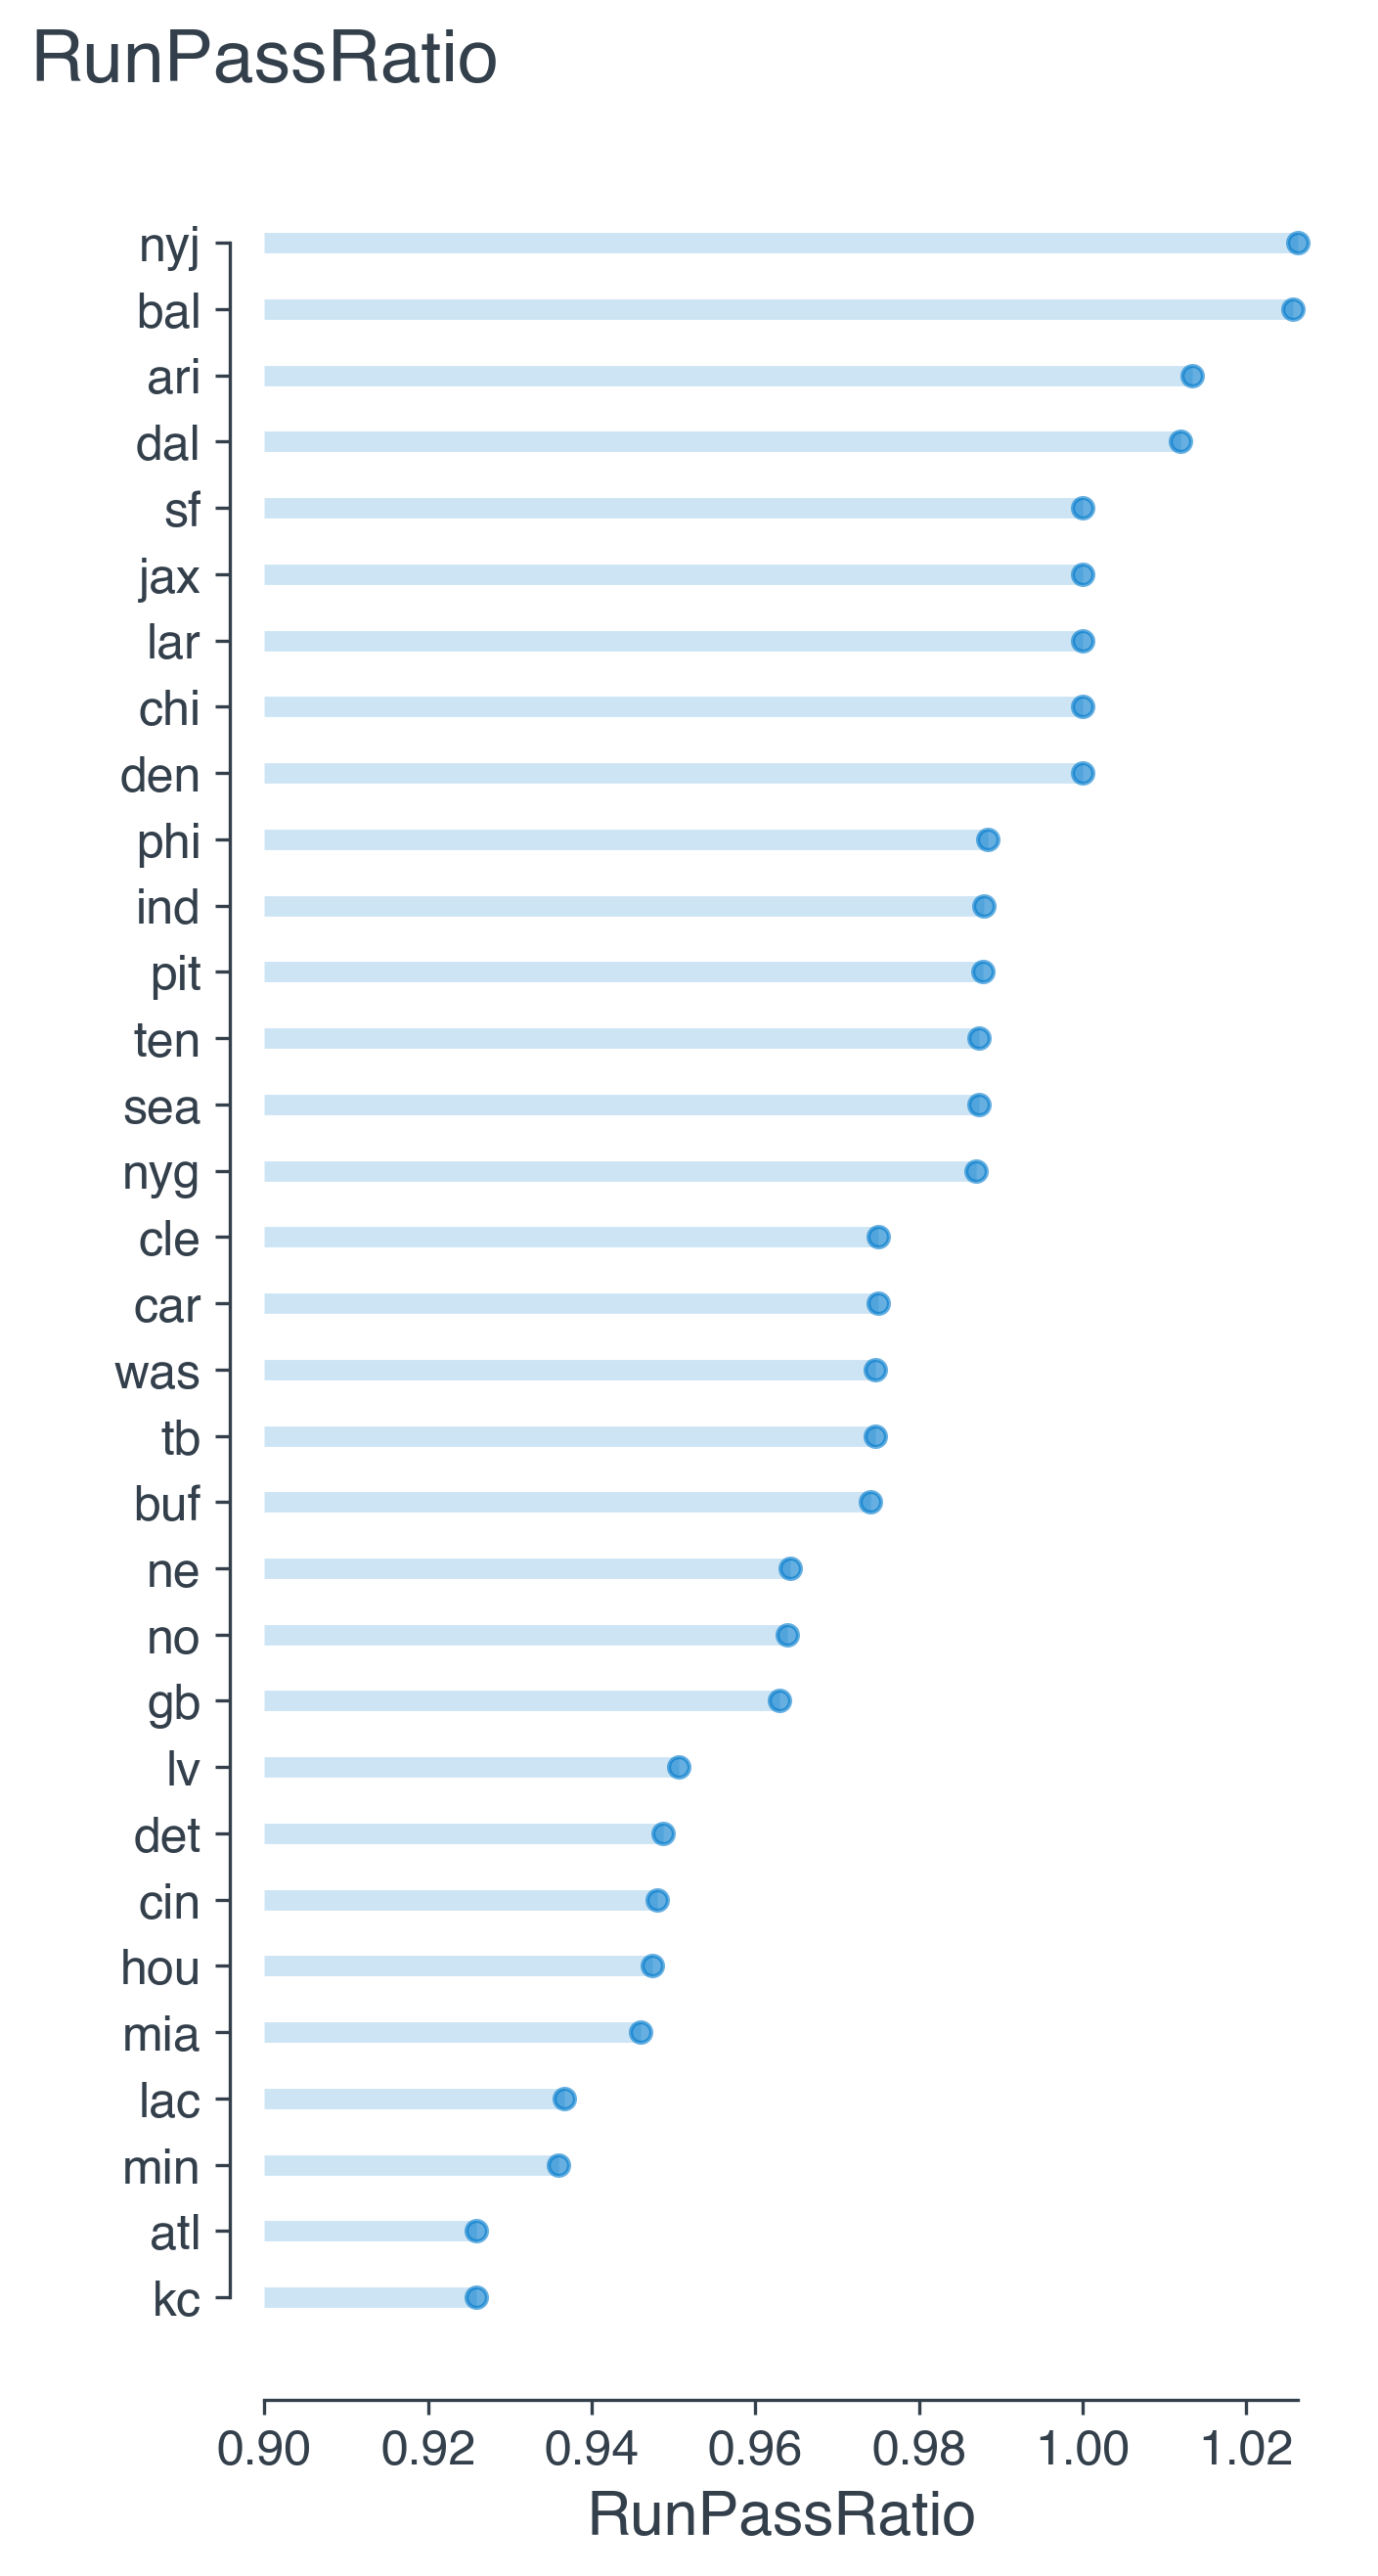 RunPassRatio
nyj
bal
ari
dal
sf
jax
lar
chi
den
phi
ind
pit
ten
sea
nyg
cle
car
was
tb
buf
ne
no
gb
lv
det
cin
hou
mia
lac
min
atl
kc
0.90 0.92 0.94 0.96 0.98 1.00 1.02
RunPassRatio